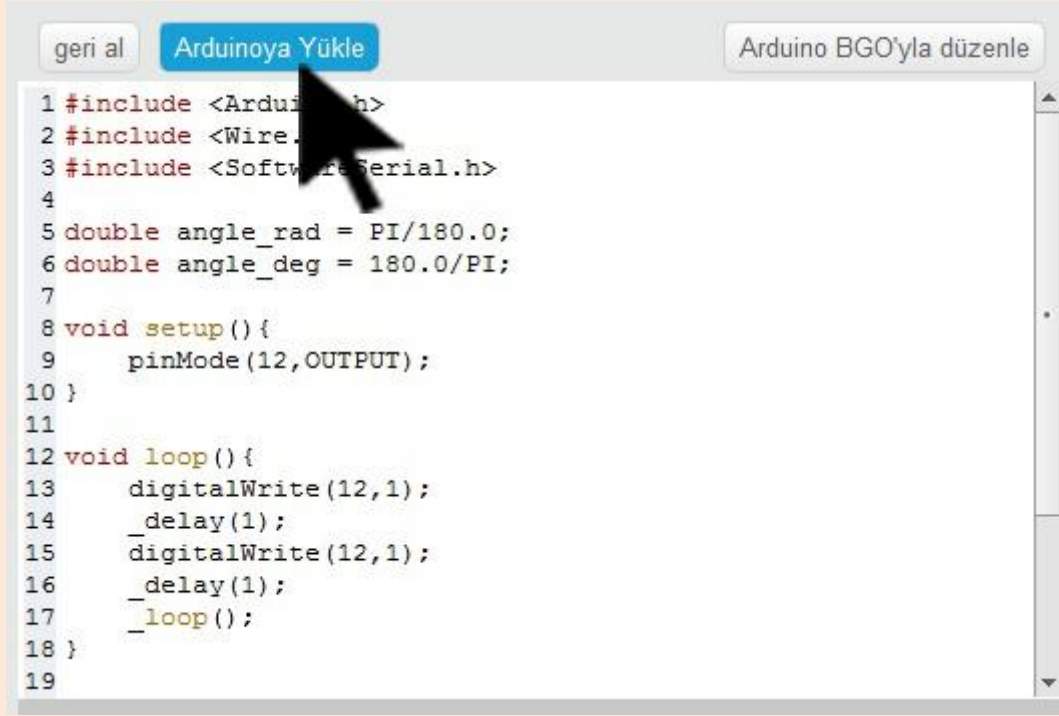 geri al Arduinoya Yükle Arduino BGO'yla düzenle
1 #include <Ardui h>
2 #include <Wire.
3 #include <SoftwareSerial.h>
4
5 double angle_rad = PI/180.0;
6 double angle_deg = 180.0/PI;
7
8 void setup(){
9 pinMode(12,OUTPUT);
10 }
11
12 void loop(){
13 digitalWrite(12,1);
14 _delay(1);
15 digitalWrite(12,1);
16 _delay(1);
17 _loop();
18 }
19